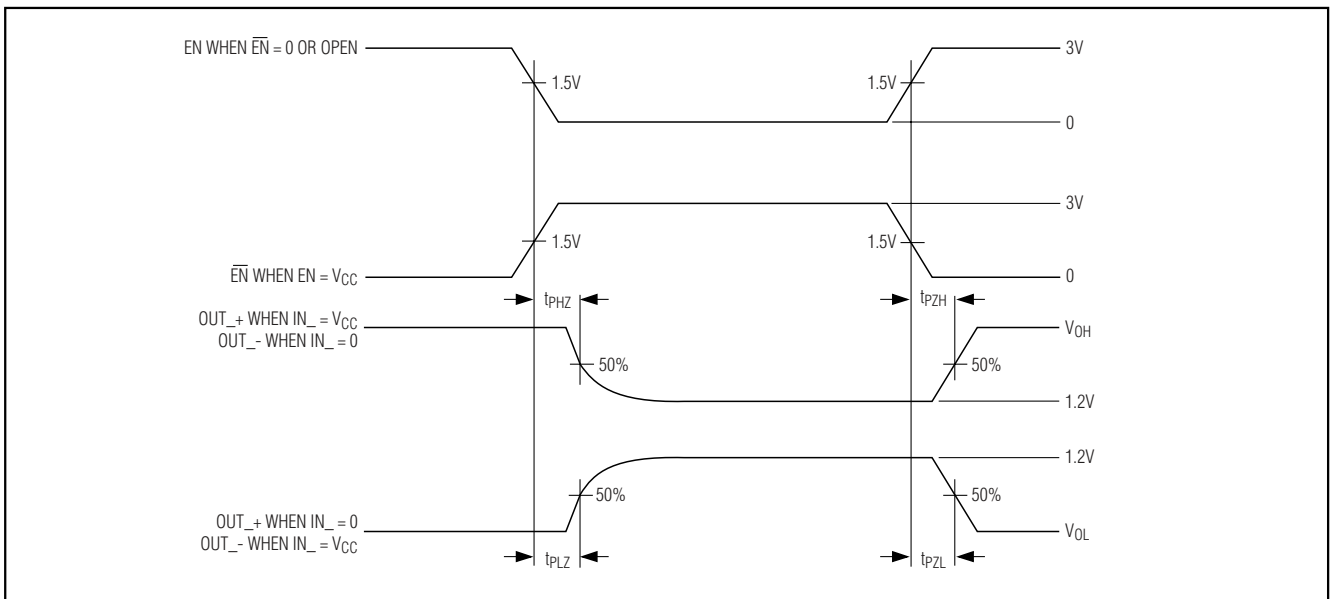 EN WHEN E̅N̅ = 0 OR OPEN
3V
1.5V
1.5V
0
3V
1.5V
1.5V
E̅N̅ WHEN EN = VCC
0
tPHZ
tPZH
OUT_+ WHEN IN_ = VCC
OUT_- WHEN IN_ = 0
VOH
50%
50%
1.2V
1.2V
50%
50%
OUT_+ WHEN IN_ = 0
OUT_- WHEN IN_ = VCC
VOL
tPLZ
tPZL